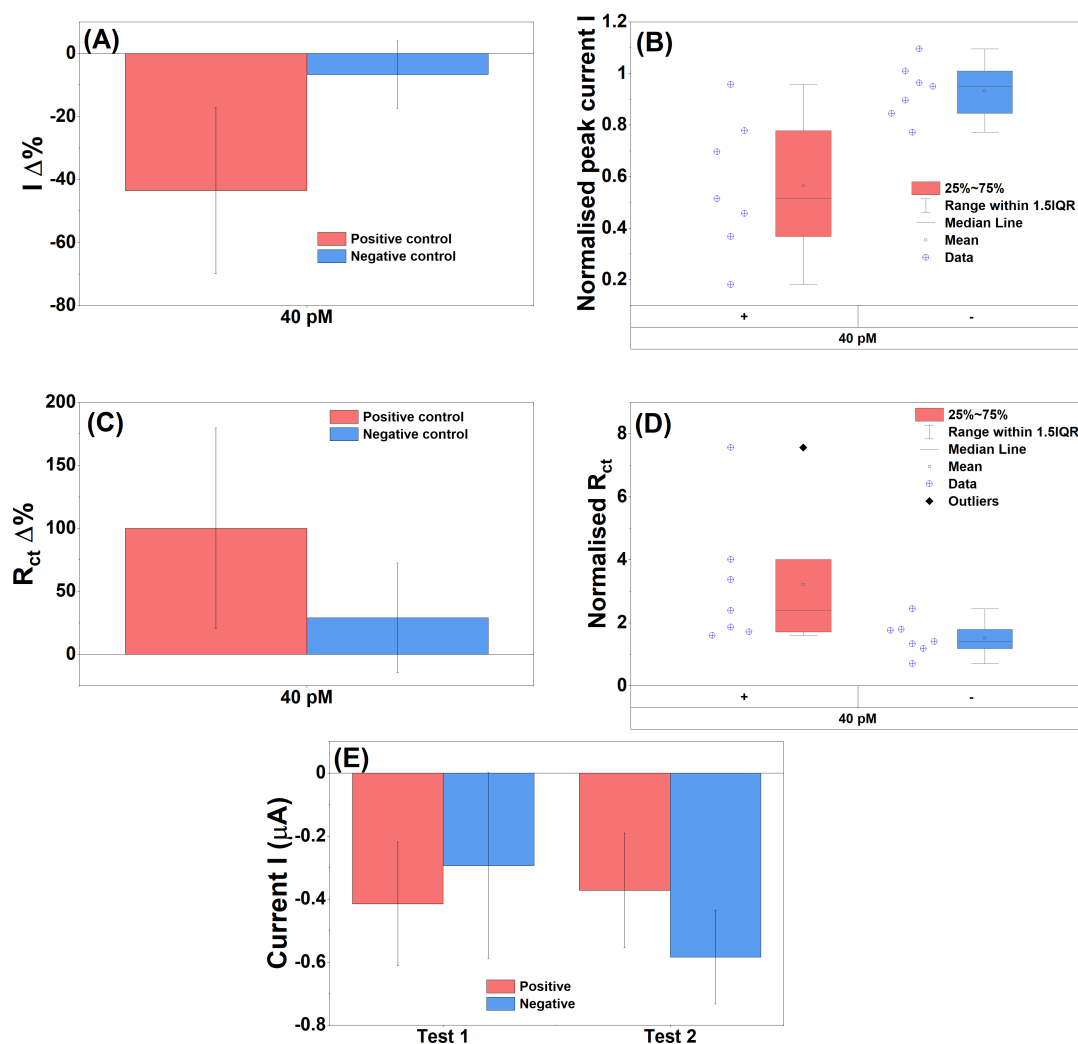 (A)
I Δ%
0
-20
-40
-60
-80
Positive control
Negative control
40 pM
(B)
Normalised peak current I
1.2
1
0.8
0.6
0.4
0.2
25%~75%
Range within 1.5IQR
Median Line
Mean
Data
+ -
40 pM
(C)
Rct Δ%
200
150
100
50
0
Positive control
Negative control
40 pM
(D)
Normalised Rct
8
6
4
2
0
25%~75%
Range within 1.5IQR
Median Line
Mean
Data
Outliers
+ -
40 pM
(E)
Current I (μA)
0
-0.2
-0.4
-0.6
-0.8
Positive
Negative
Test 1 Test 2